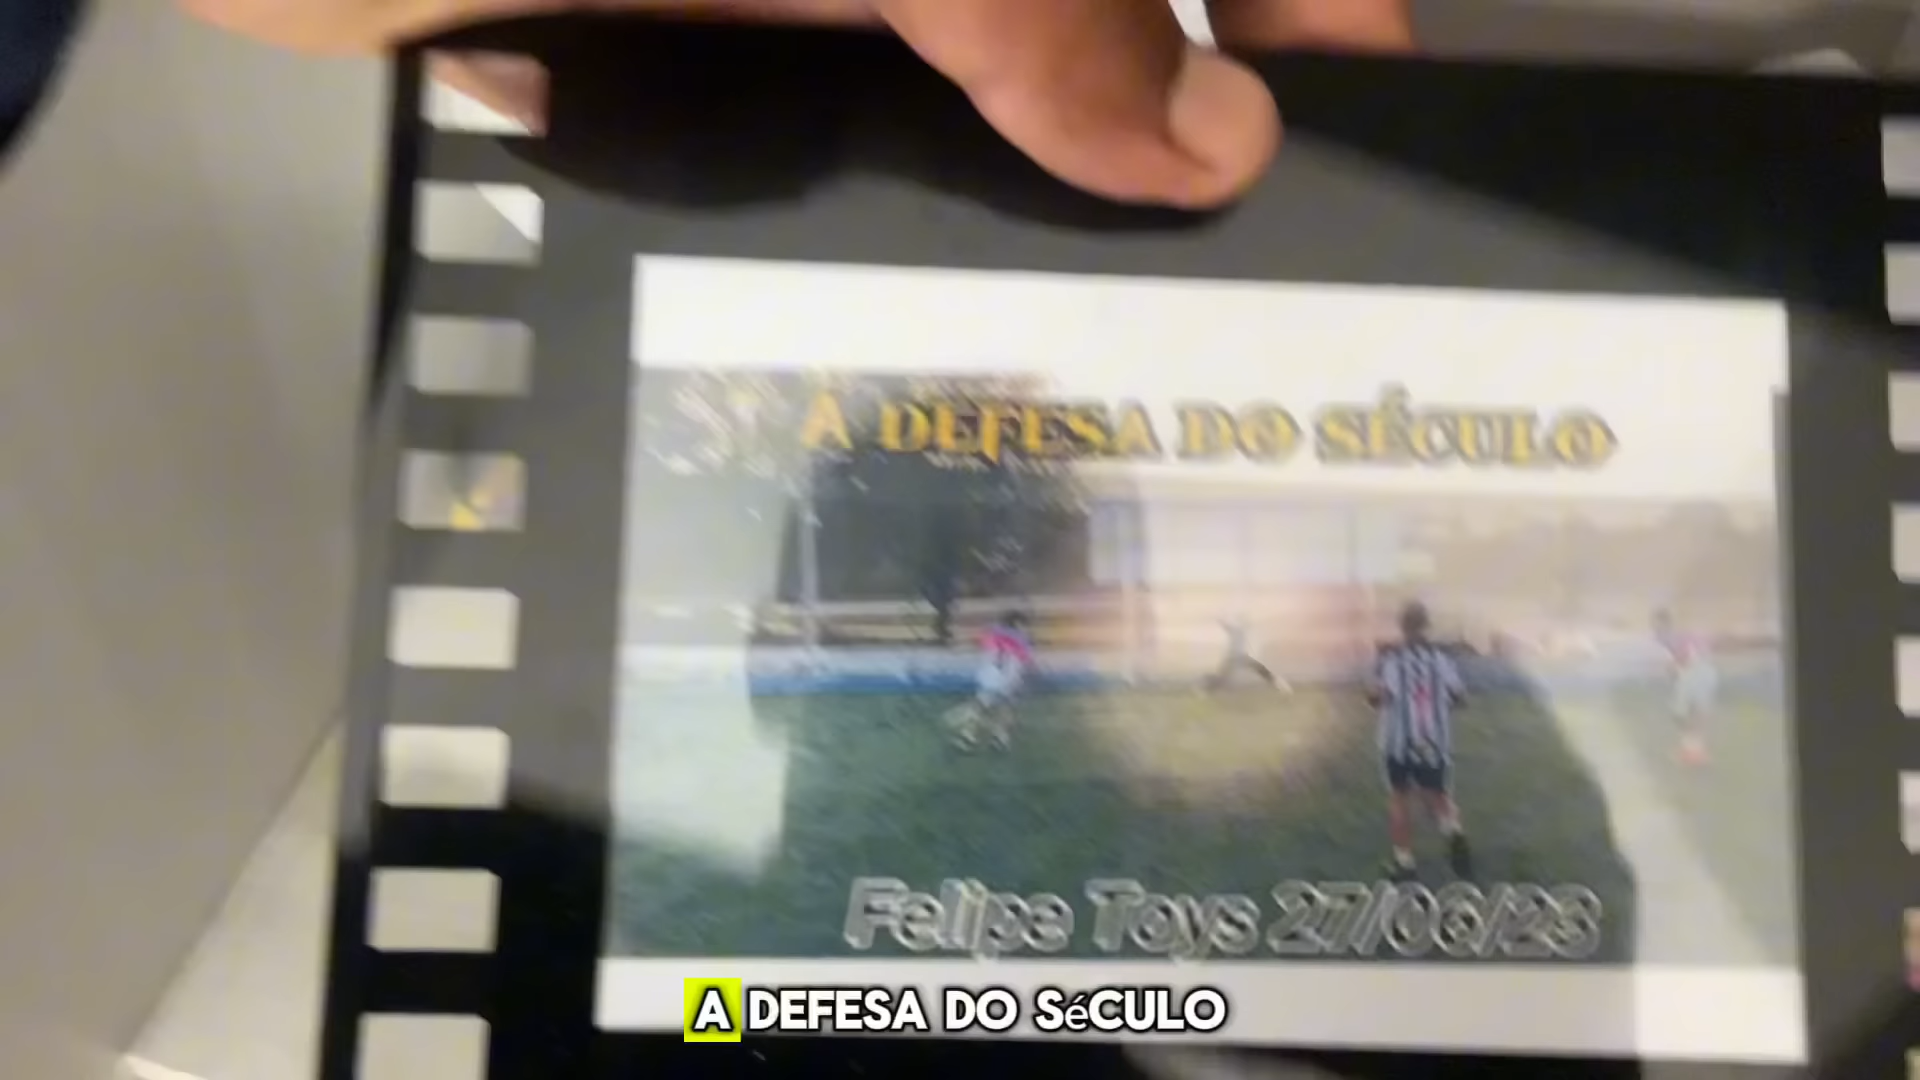 A DEFESA DO SÉCULO
Felipe Toys 27/06/23
A DEFESA DO SéCULO